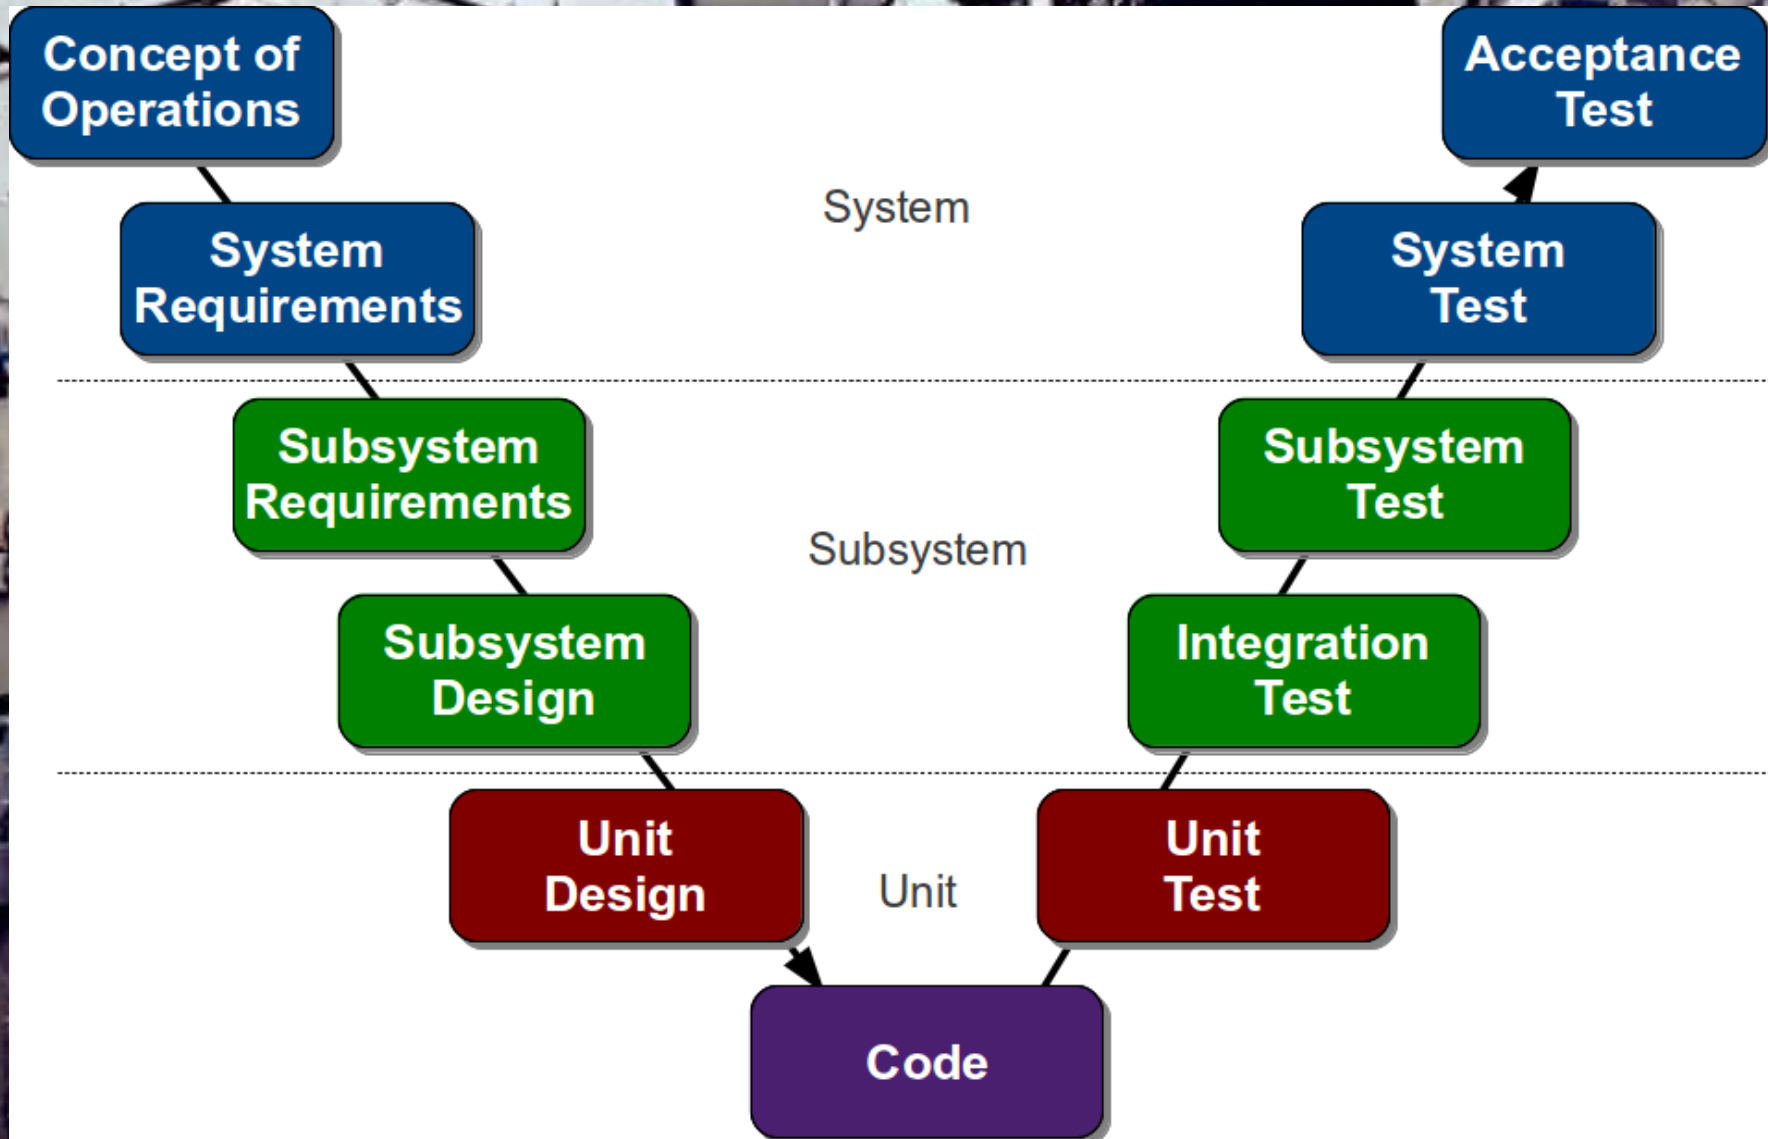 Concept of
Operations
Acceptance
Test
System
System
Requirements
System
Test
Subsystem
Requirements
Subsystem
Test
Subsystem
Subsystem
Design
Integration
Test
Unit
Design
Unit
Unit
Test
Code